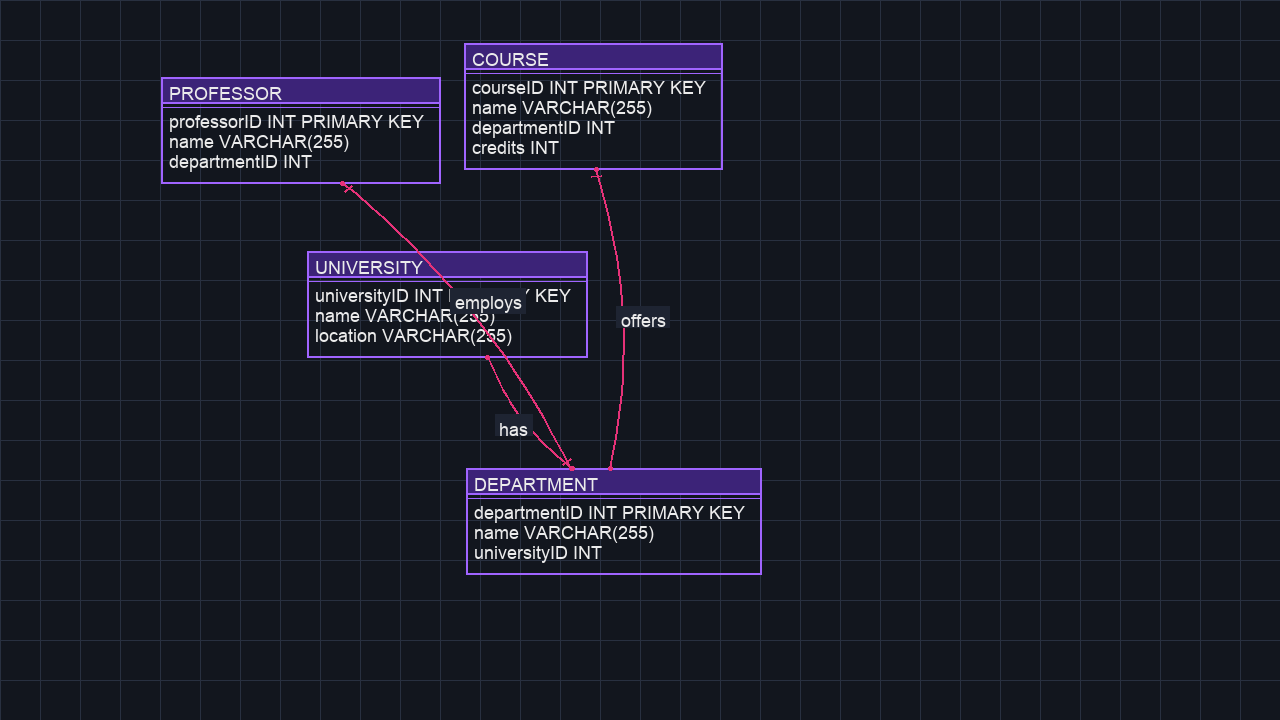 COURSE
courseID INT PRIMARY KEY
name VARCHAR(255)
departmentID INT
credits INT
PROFESSOR
professorID INT PRIMARY KEY
name VARCHAR(255)
departmentID INT
UNIVERSITY
universityID INT KEY
name VARCHAR(255)
location VARCHAR(255)
employs
offers
has
DEPARTMENT
departmentID INT PRIMARY KEY
name VARCHAR(255)
universityID INT